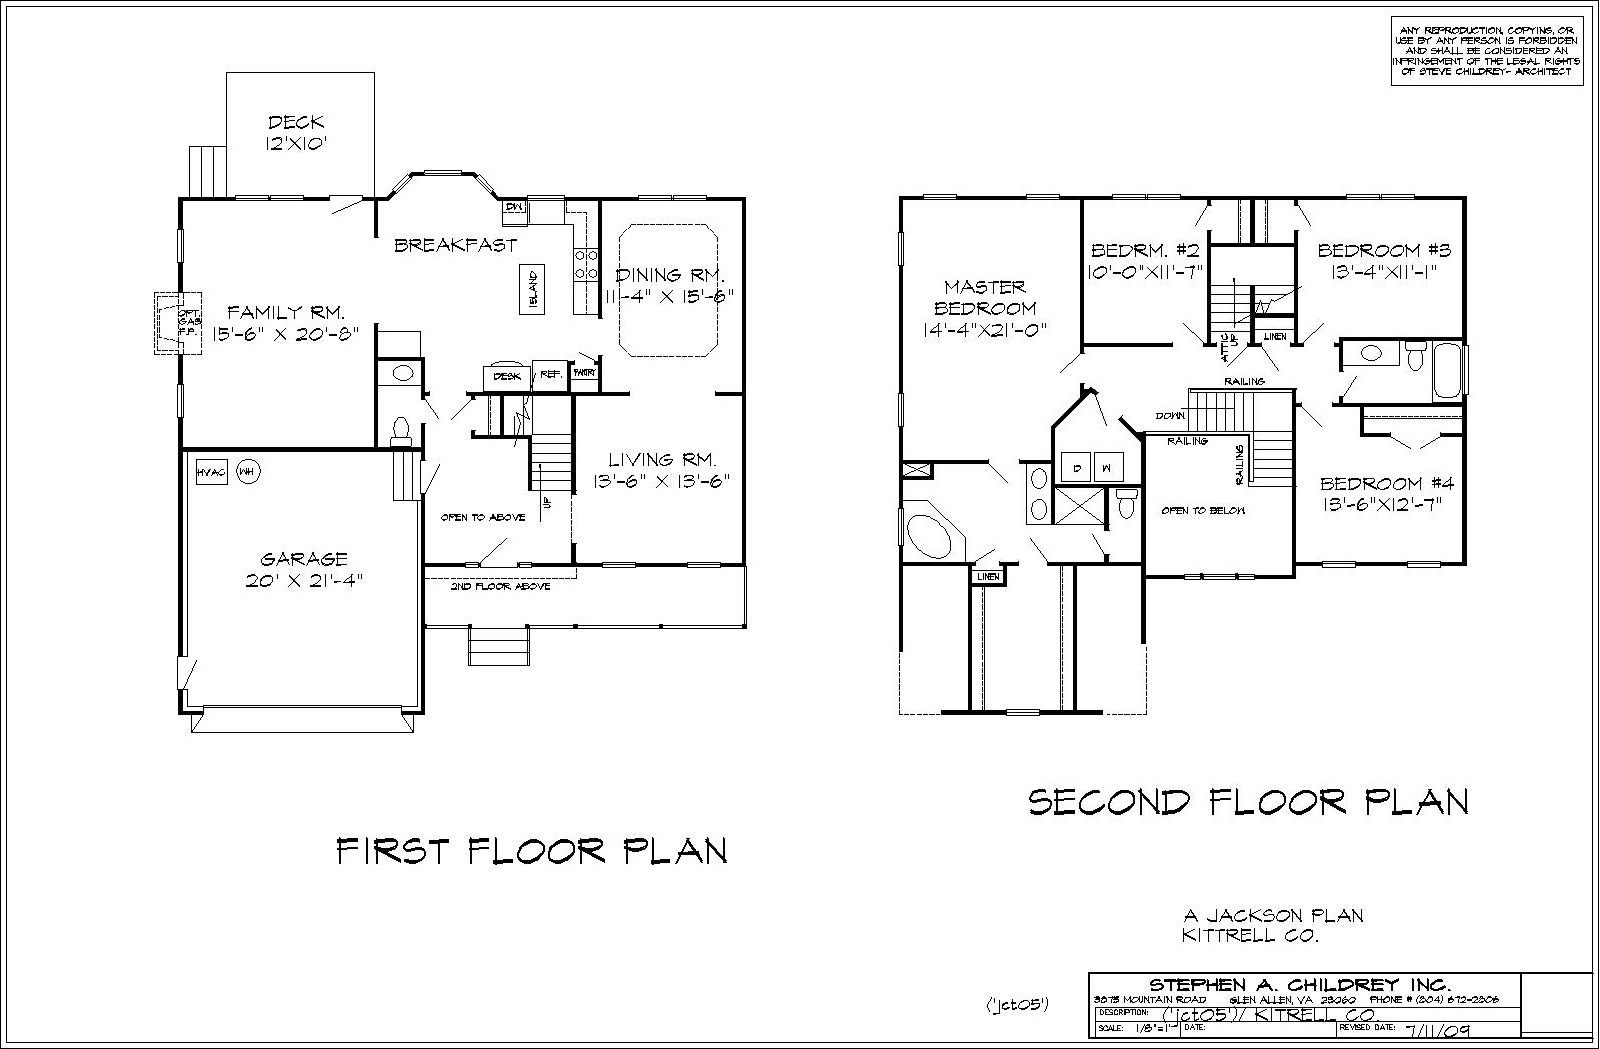 ANY REPRODUCTION, COPYING, OR
USE BY ANY PERSON IS FORBIDDEN
AND SHALL BE CONSIDERED AN
INFRINGEMENT OF THE LEGAL RIGHTS
OF STEVE CHILDREY- ARCHITECT
DECK
12'X10'
DW
BREAKFAST
ISLAND
DINING RM.
11'-4" X 15'-6"
FAMILY RM.
15'-6" X 20'-8"
OPT.
GAS
F.P.
DESK
REF.
PANTRY
LIVING RM.
13'-6" X 13'-6"
HVAC
WH
UP
OPEN TO ABOVE
GARAGE
20' X 21'-4"
2ND FLOOR ABOVE
FIRST FLOOR PLAN
MASTER
BEDROOM
14'-4"X21'-0"
BEDRM. #2
10'-0"X11'-7"
BEDROOM #3
13'-4"X11'-1"
ATTIC
UP
LINEN
RAILING
DOWN
RAILING
RAILING
D
W
BEDROOM #4
13'-6"X12'-7"
OPEN TO BELOW
LINEN
SECOND FLOOR PLAN
A JACKSON PLAN
KITTRELL CO.
('jct05')
STEPHEN A. CHILDREY INC.
3873 MOUNTAIN ROAD GLEN ALLEN, VA 23060 PHONE # (804) 672-2806
DESCRIPTION: ('jct05')/ KITRELL CO.
SCALE: 1/8"=1'- DATE: REVISED DATE: 7/11/09